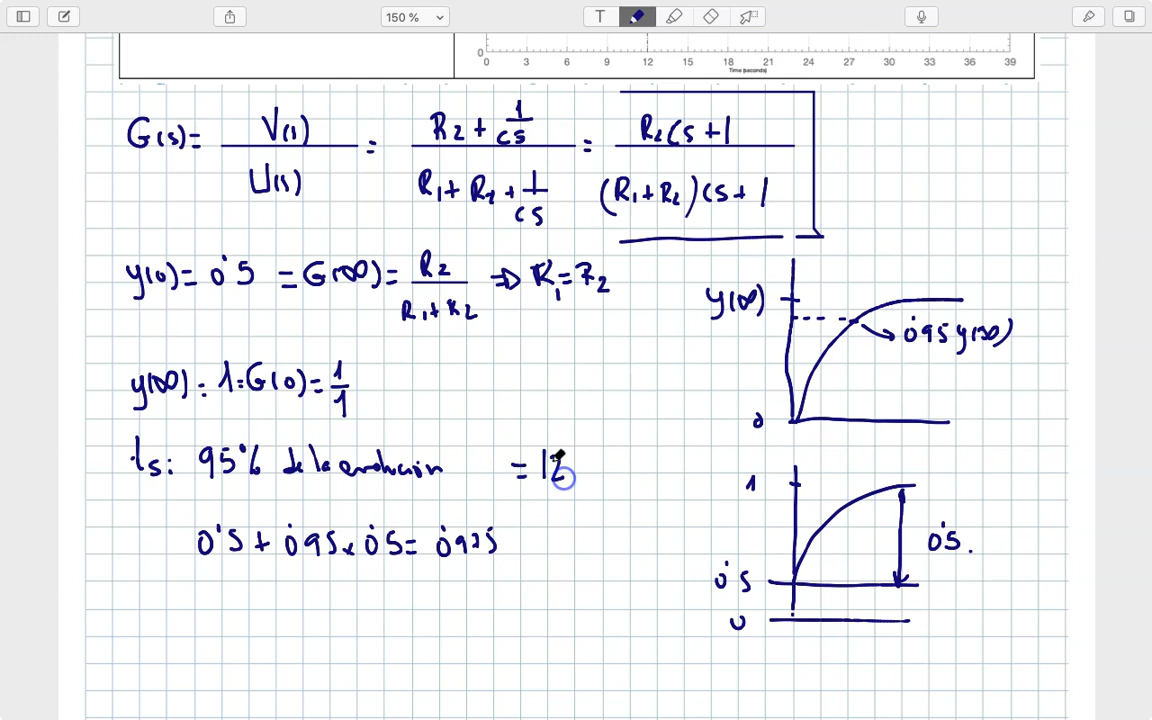 150 %
T
0
0 3 6 9 12 15 18 21 24 27 30 33 36 39
Time (seconds)
G(s) = V(s) / U(s) = (R2 + 1/CS) / (R1 + R2 + 1/CS) = (R2CS + 1) / ((R1+R2)CS + 1)
y(0) = 0'5 = G(∞) = R2 / (R1 + R2) => R1 = R2
y(∞) = 1 = G(0) = 1/1
ts: 95% de la evolución = 12
0'5 + 0'95 x 0'5 = 0'975
y(∞)
0'95 y(∞)
0
1
0'5
0'5.
0